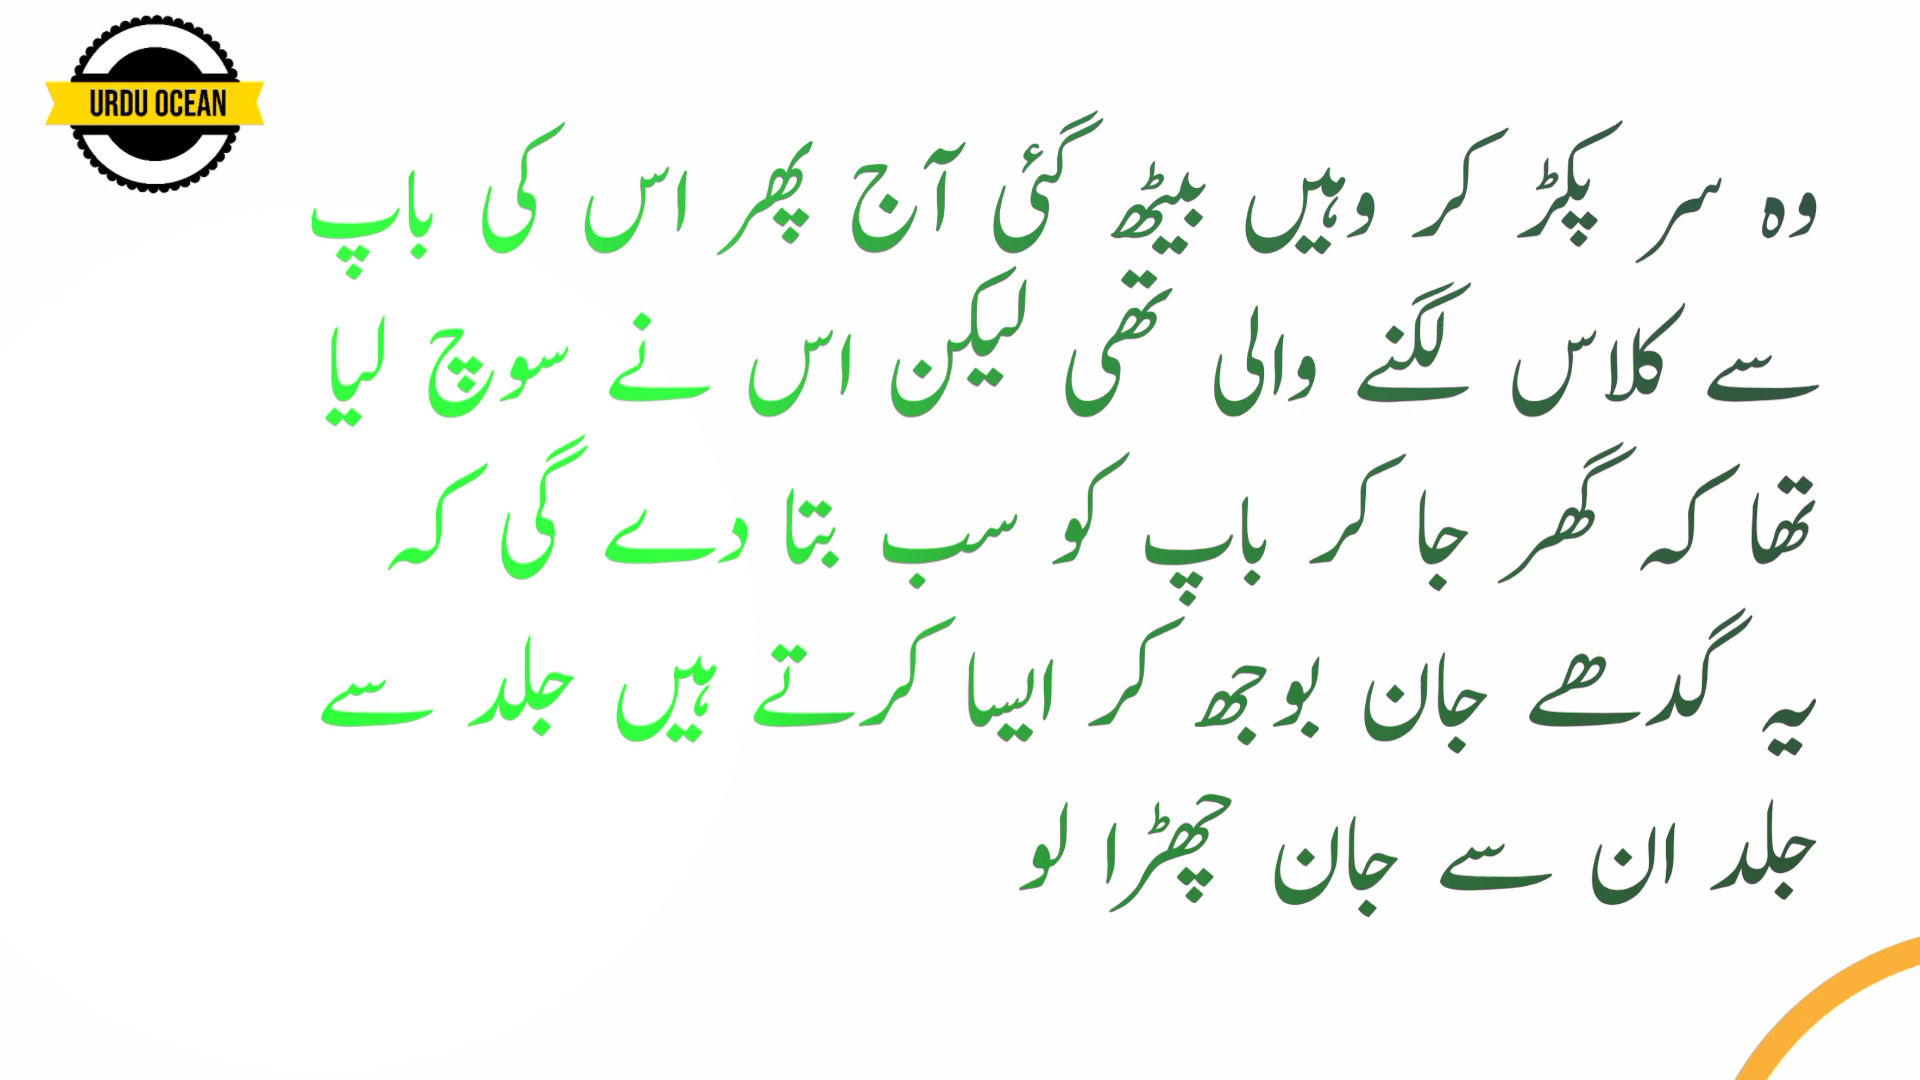 URDU OCEAN
وہ سر پکڑ کر وہیں بیٹھ گئی آج پھر اس کی باپ
سے کلاس لگنے والی تھی لیکن اس نے سوچ لیا
تھا کہ گھر جا کر باپ کو سب بتا دے گی کہ
یہ گدھے جان بوجھ کر ایسا کرتے ہیں جلد سے
جلد ان سے جان چھڑا لو